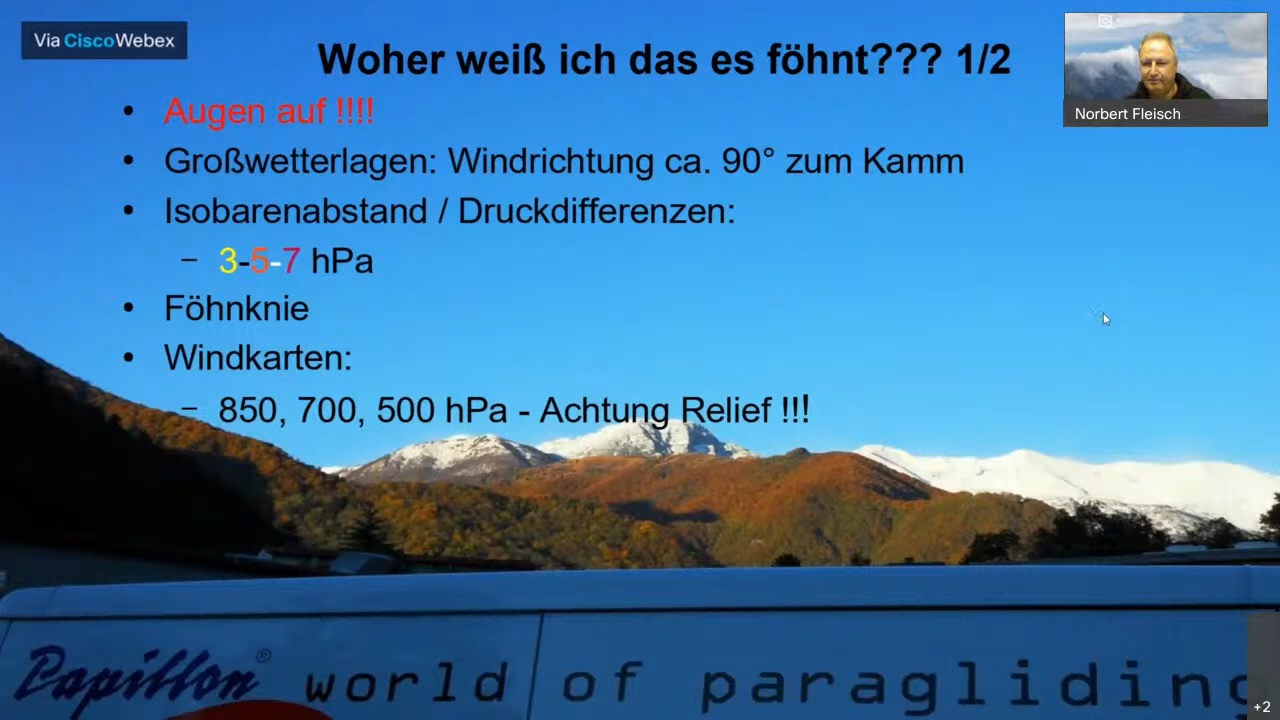 Via Cisco Webex
Woher weiß ich das es föhnt??? 1/2
• Augen auf !!!!
• Großwetterlagen: Windrichtung ca. 90° zum Kamm
• Isobarenabstand / Druckdifferenzen:
– 3-5-7 hPa
• Föhnknie
• Windkarten:
– 850, 700, 500 hPa - Achtung Relief !!!
Norbert Fleisch
Papillon® world of paragliding
+2